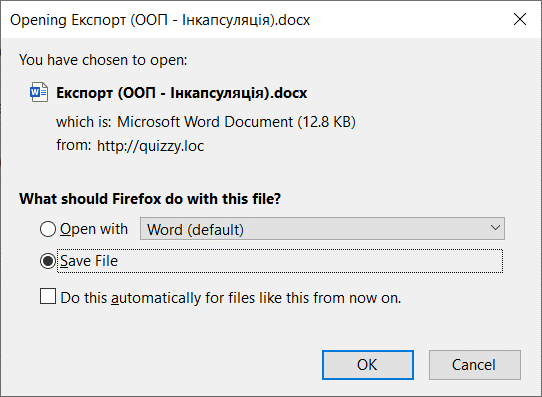 Opening Експорт (ООП - Інкапсуляція).docx
You have chosen to open:
Експорт (ООП - Інкапсуляція).docx
which is: Microsoft Word Document (12.8 KB)
from: http://quizzy.loc
What should Firefox do with this file?
Open with Word (default)
Save File
Do this automatically for files like this from now on.
OK Cancel